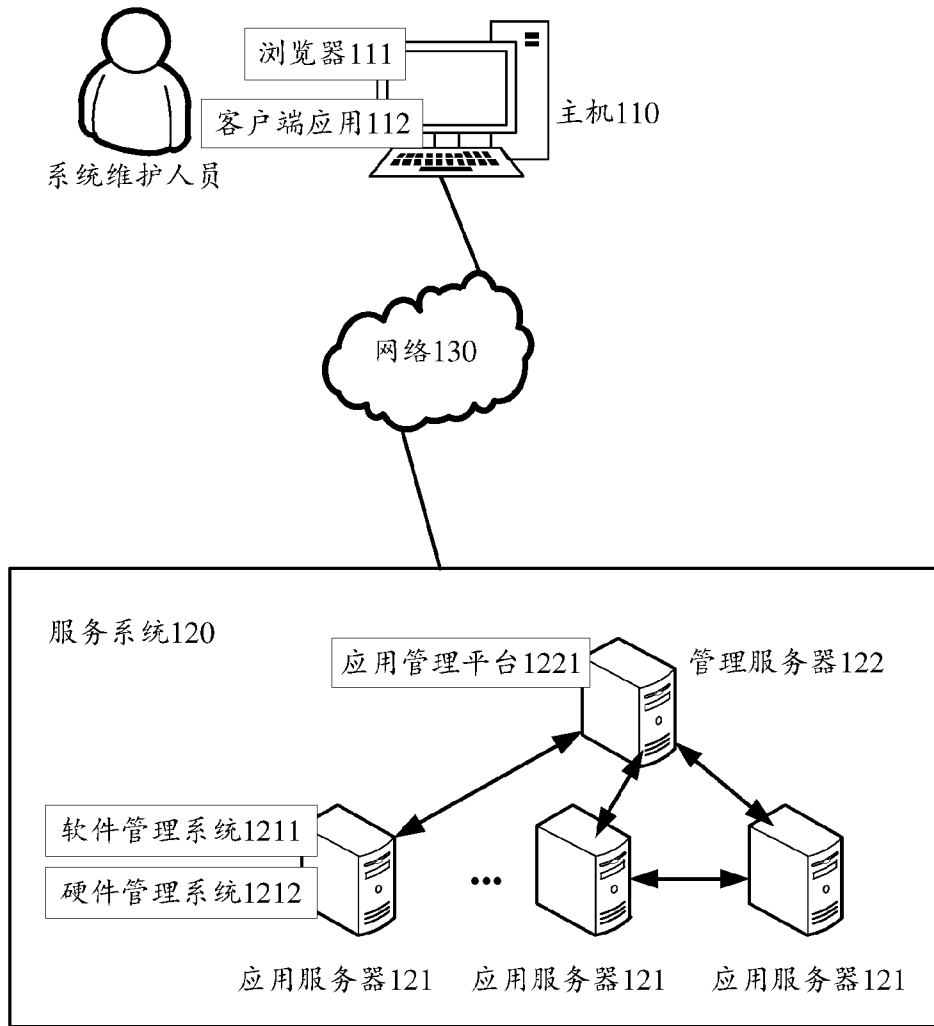 浏览器111
客户端应用112
主机110
系统维护人员
网络130
服务系统120
应用管理平台1221
管理服务器122
软件管理系统1211
硬件管理系统1212
...
应用服务器121
应用服务器121
应用服务器121